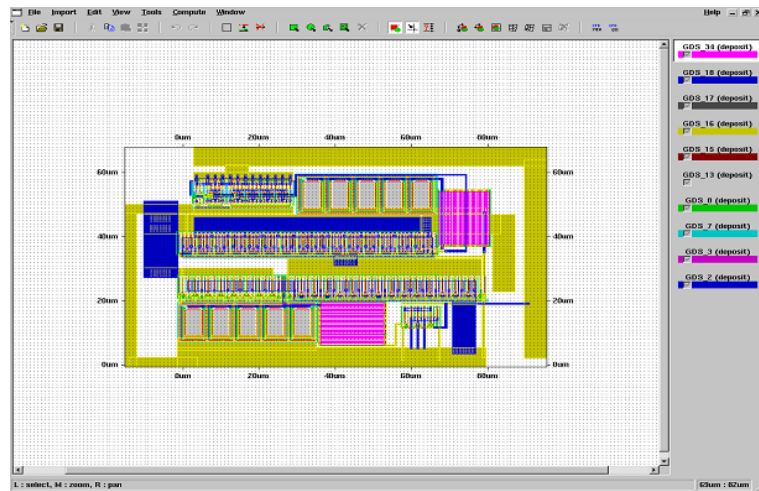 File Import Edit View Tools Compute Window Help
GDS_34 (deposit)
GDS_18 (deposit)
GDS_17 (deposit)
GDS_16 (deposit)
GDS_15 (deposit)
GDS_13 (deposit)
GDS_8 (deposit)
GDS_7 (deposit)
GDS_3 (deposit)
GDS_2 (deposit)
0um 20um 40um 60um 80um
60um 60um
40um 40um
20um 20um
0um 0um
0um 20um 40um 60um 80um
L : select, M : zoom, R : pan
69um : 82um